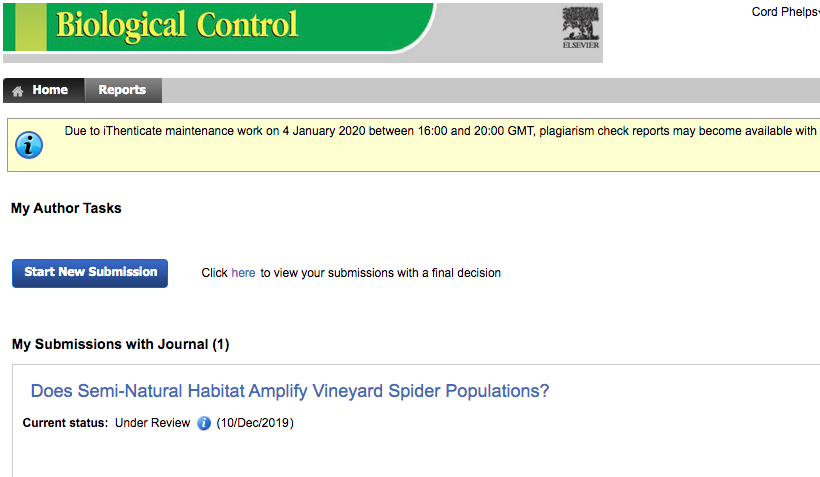 Biological Control
ELSEVIER
Cord Phelps
Home
Reports
Due to iThenticate maintenance work on 4 January 2020 between 16:00 and 20:00 GMT, plagiarism check reports may become available with
My Author Tasks
Start New Submission
Click here to view your submissions with a final decision
My Submissions with Journal (1)
Does Semi-Natural Habitat Amplify Vineyard Spider Populations?
Current status: Under Review i (10/Dec/2019)